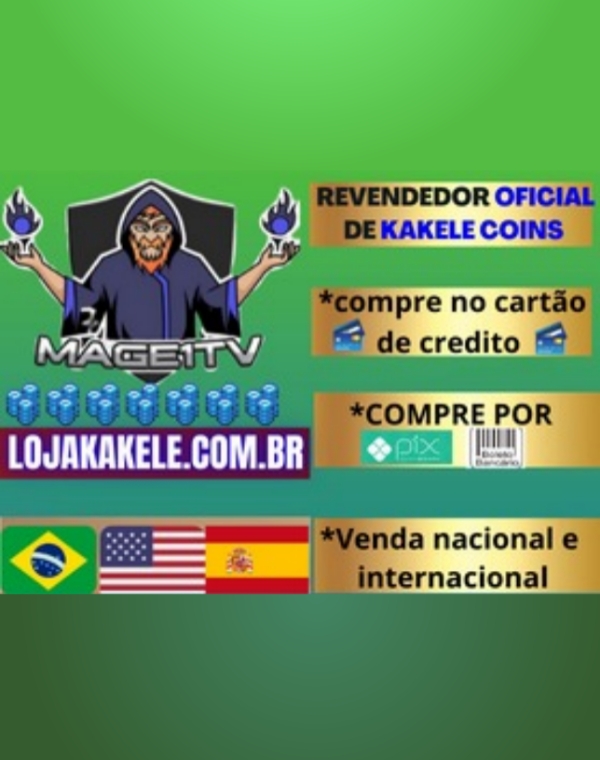 MAGE1TV
LOJAKAKELE.COM.BR
REVENDEDOR OFICIAL
DE KAKELE COINS
*compre no cartão
de credito
*COMPRE POR
pix
Boleto
Bancário
*Venda nacional e
internacional